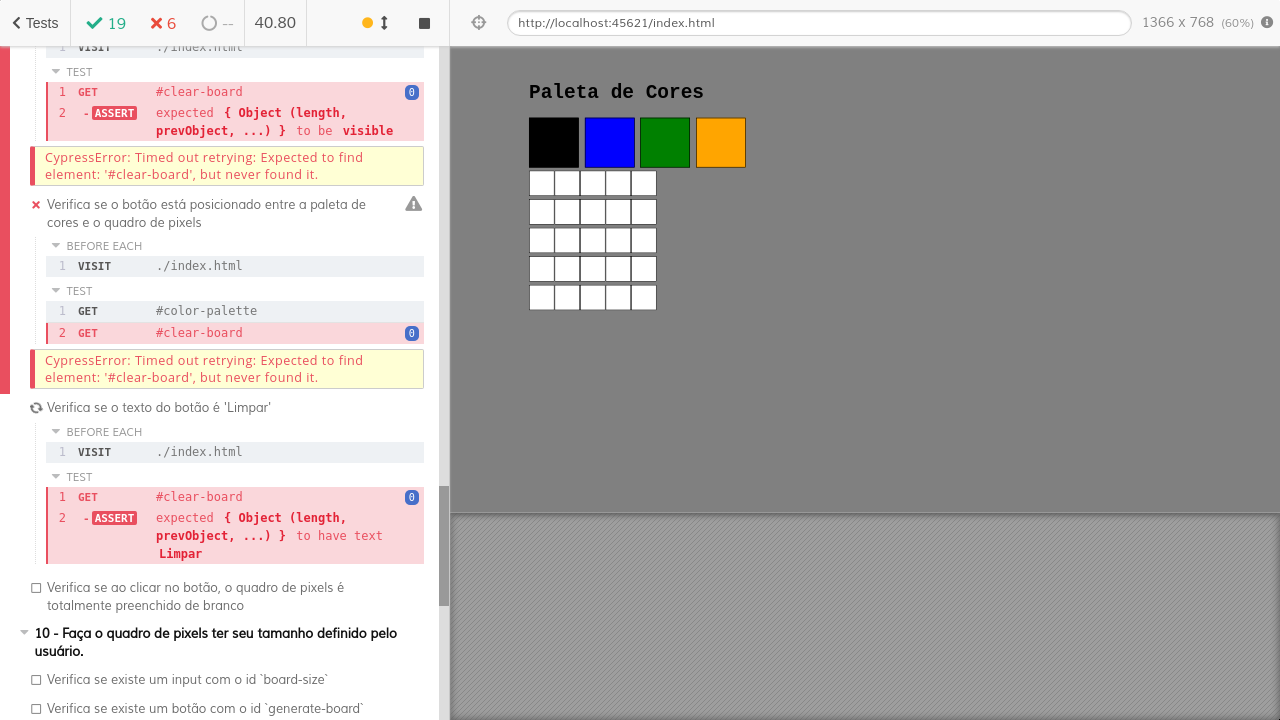 Tests
19
6
--
40.80
http://localhost:45621/index.html
1366 x 768 (60%)
1 VISIT ./index.html
TEST
1 GET #clear-board 0
2 - ASSERT expected { Object (length,
prevObject, ...) } to be visible
CypressError: Timed out retrying: Expected to find
element: '#clear-board', but never found it.
Verifica se o botão está posicionado entre a paleta de
cores e o quadro de pixels
BEFORE EACH
1 VISIT ./index.html
TEST
1 GET #color-palette
2 GET #clear-board 0
CypressError: Timed out retrying: Expected to find
element: '#clear-board', but never found it.
Verifica se o texto do botão é 'Limpar'
BEFORE EACH
1 VISIT ./index.html
TEST
1 GET #clear-board 0
2 - ASSERT expected { Object (length,
prevObject, ...) } to have text
Limpar
Verifica se ao clicar no botão, o quadro de pixels é
totalmente preenchido de branco
10 - Faça o quadro de pixels ter seu tamanho definido pelo
usuário.
Verifica se existe um input com o id `board-size`
Verifica se existe um botão com o id `generate-board`
Paleta de Cores